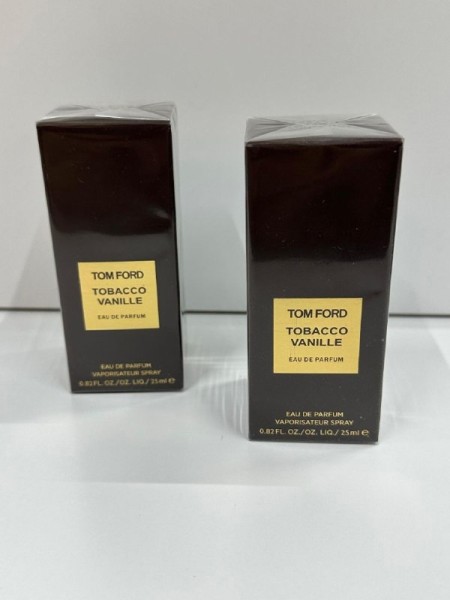 TOM FORD
TOBACCO
VANILLE
EAU DE PARFUM
EAU DE PARFUM
VAPORISATEUR SPRAY
0.82 FL. OZ./OZ. LIQ./ 25 ml ℮
TOM FORD
TOBACCO
VANILLE
EAU DE PARFUM
EAU DE PARFUM
VAPORISATEUR SPRAY
0.82 FL. OZ./OZ. LIQ./ 25 ml ℮